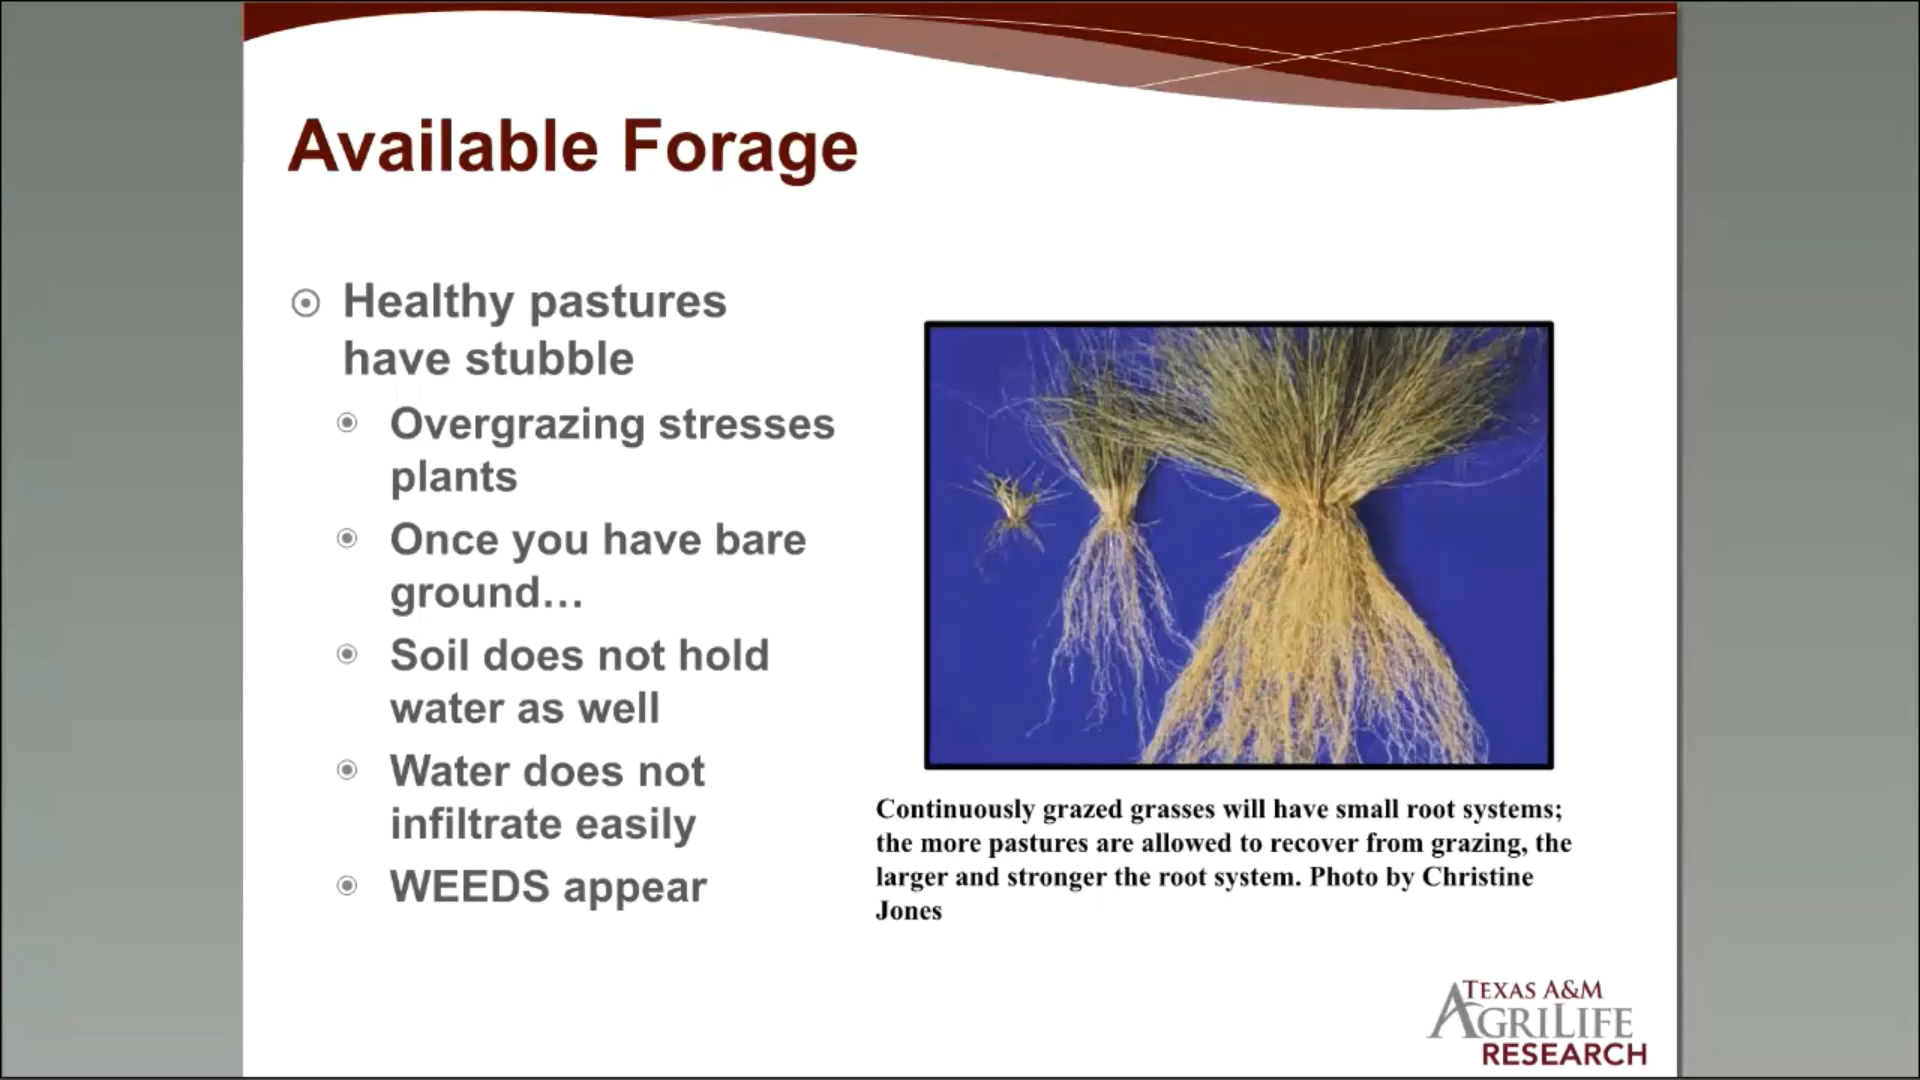 Available Forage
Healthy pastures
have stubble
Overgrazing stresses
plants
Once you have bare
ground…
Soil does not hold
water as well
Water does not
infiltrate easily
WEEDS appear
Continuously grazed grasses will have small root systems;
the more pastures are allowed to recover from grazing, the
larger and stronger the root system. Photo by Christine
Jones
TEXAS A&M
AGRILIFE
RESEARCH